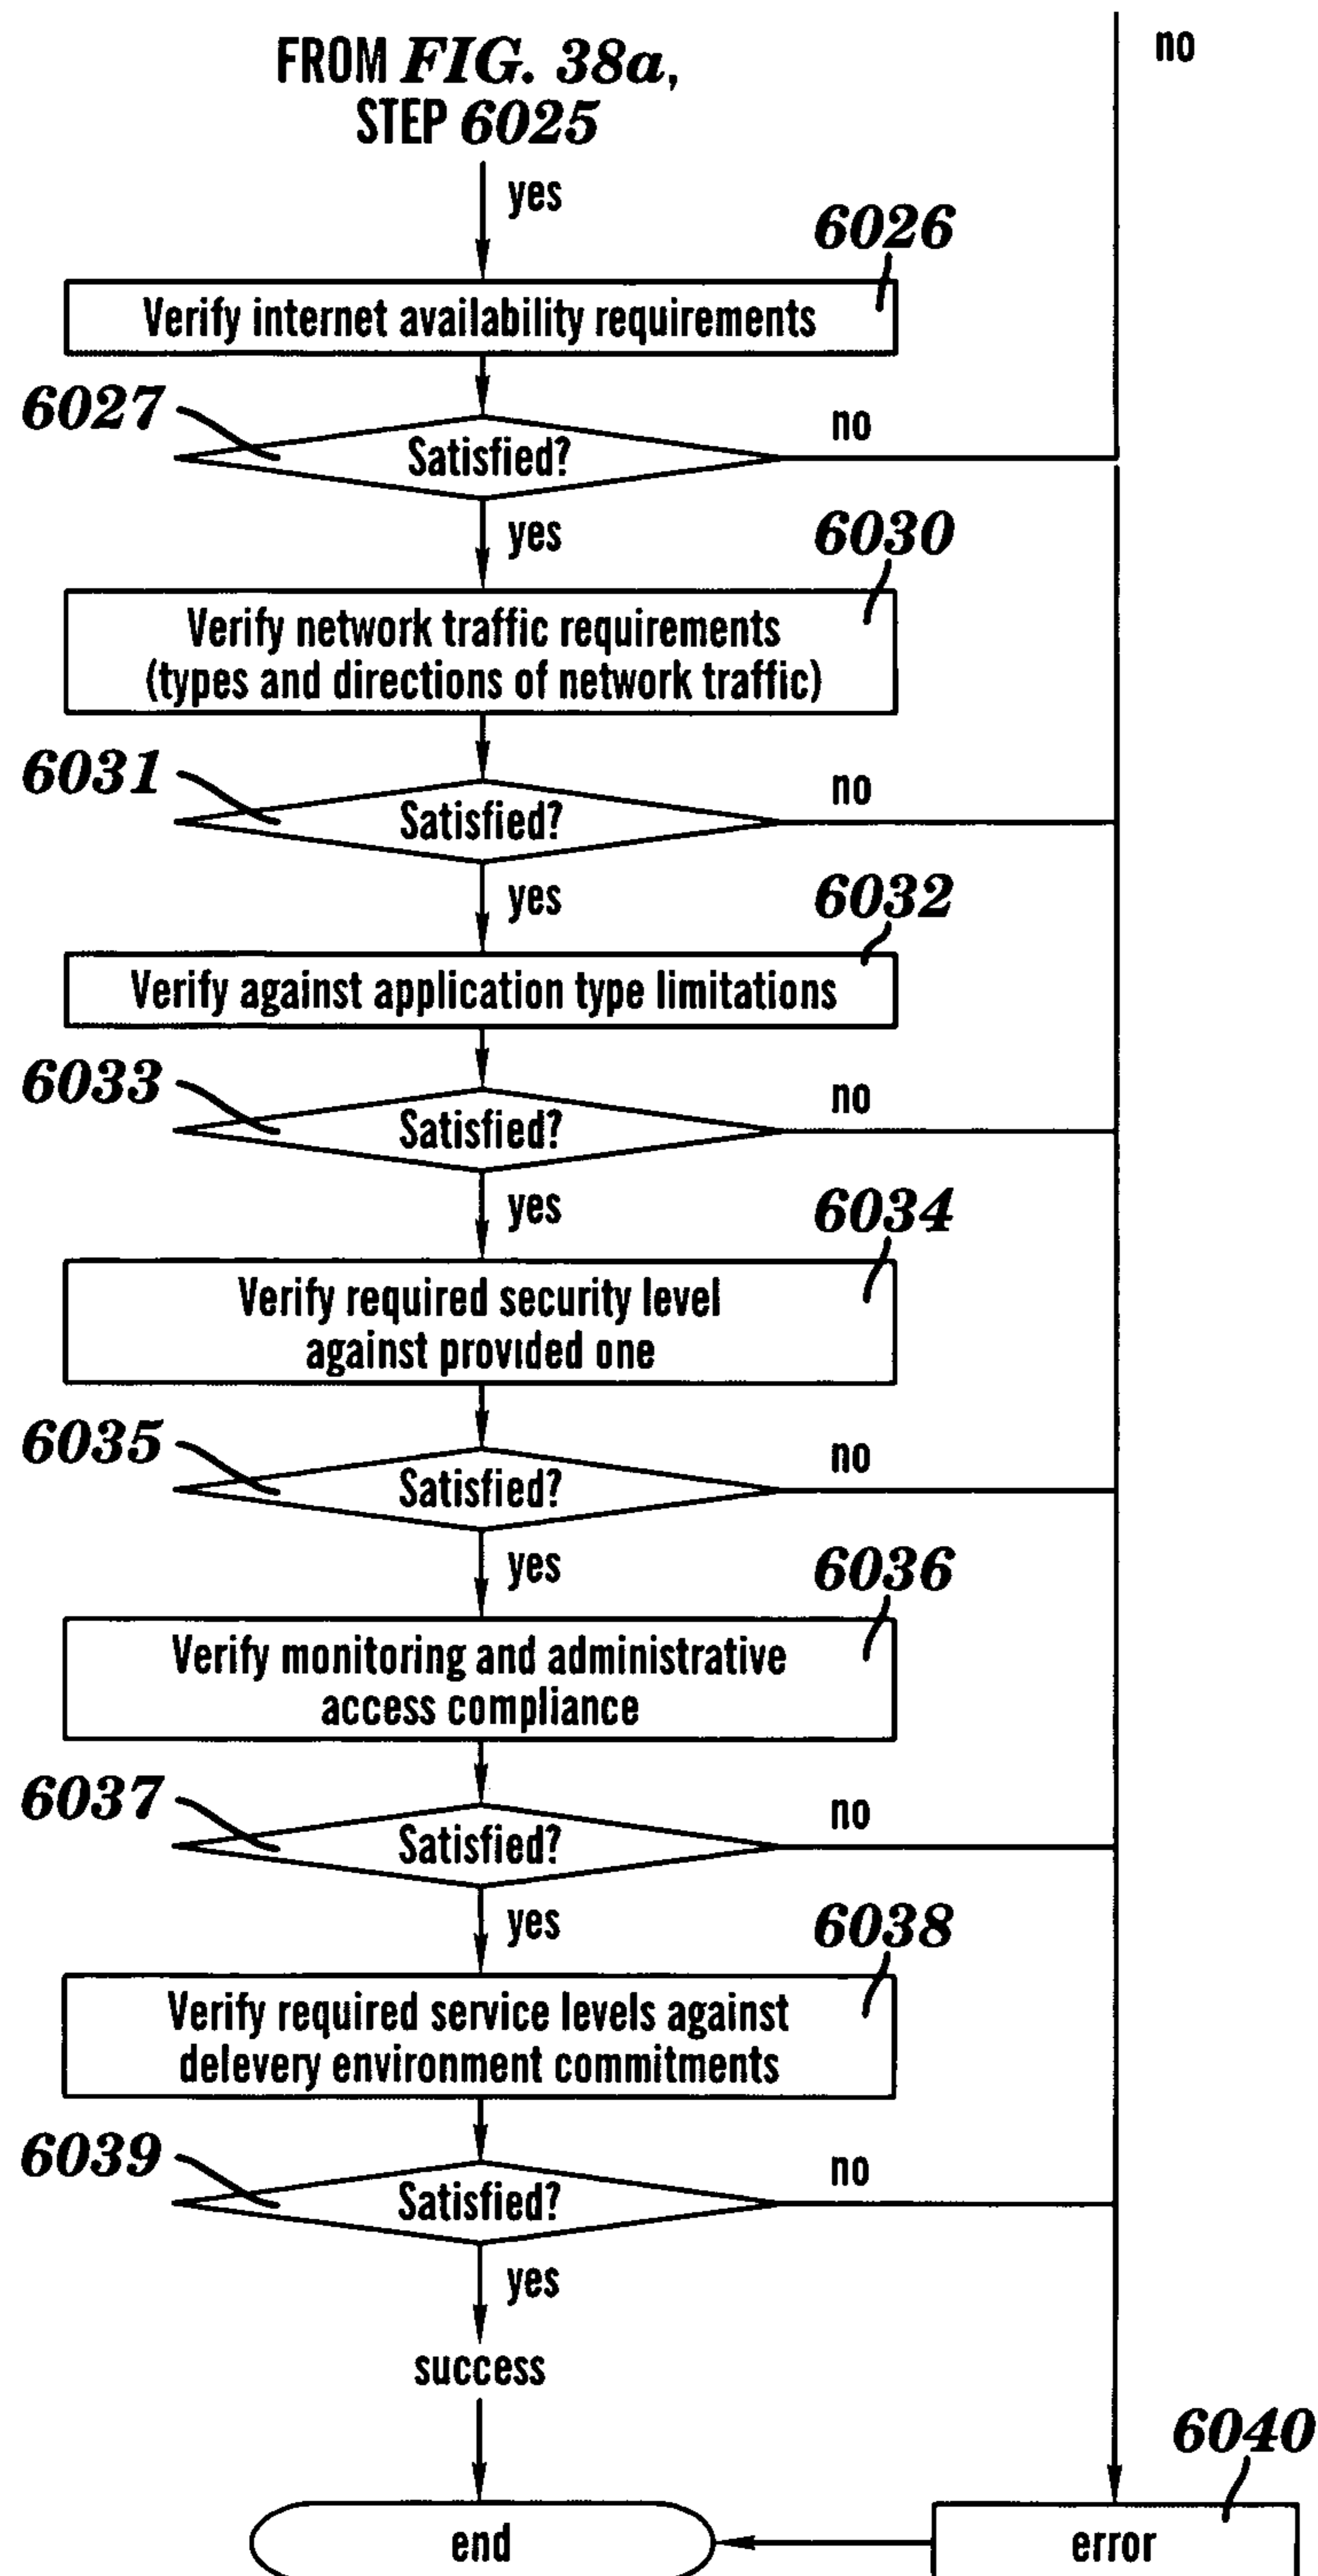 FROM FIG. 38a,
STEP 6025
no
yes
6026
Verify internet availability requirements
6027
Satisfied?
no
yes
6030
Verify network traffic requirements
(types and directions of network traffic)
6031
Satisfied?
no
yes
6032
Verify against application type limitations
6033
Satisfied?
no
yes
6034
Verify required security level
against provided one
6035
Satisfied?
no
yes
6036
Verify monitoring and administrative
access compliance
6037
Satisfied?
no
yes
6038
Verify required service levels against
delevery environment commitments
6039
Satisfied?
no
yes
success
6040
end
error